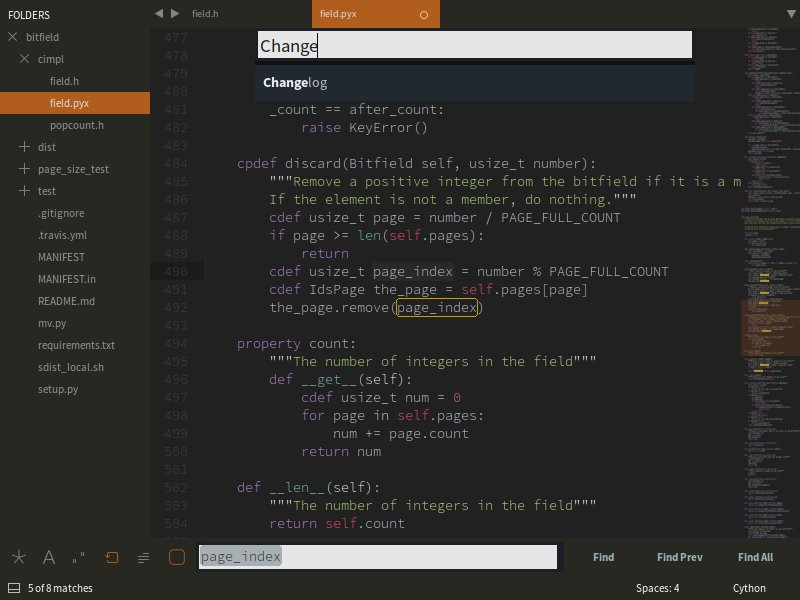 FOLDERS
bitfield
cimpl
field.h
field.pyx
popcount.h
dist
page_size_test
test
.gitignore
.travis.yml
MANIFEST
MANIFEST.in
README.md
mv.py
requirements.txt
sdist_local.sh
setup.py
field.h
field.pyx
Change
Changelog
477
478
479
480
481 _count == after_count:
482 raise KeyError()
483
484 cpdef discard(Bitfield self, usize_t number):
485 """Remove a positive integer from the bitfield if it is a m
486 If the element is not a member, do nothing."""
487 cdef usize_t page = number / PAGE_FULL_COUNT
488 if page >= len(self.pages):
489 return
490 cdef usize_t page_index = number % PAGE_FULL_COUNT
491 cdef IdsPage the_page = self.pages[page]
492 the_page.remove(page_index)
493
494 property count:
495 """The number of integers in the field"""
496 def __get__(self):
497 cdef usize_t num = 0
498 for page in self.pages:
499 num += page.count
500 return num
501
502 def __len__(self):
503 """The number of integers in the field"""
504 return self.count
page_index
Find
Find Prev
Find All
5 of 8 matches
Spaces: 4
Cython